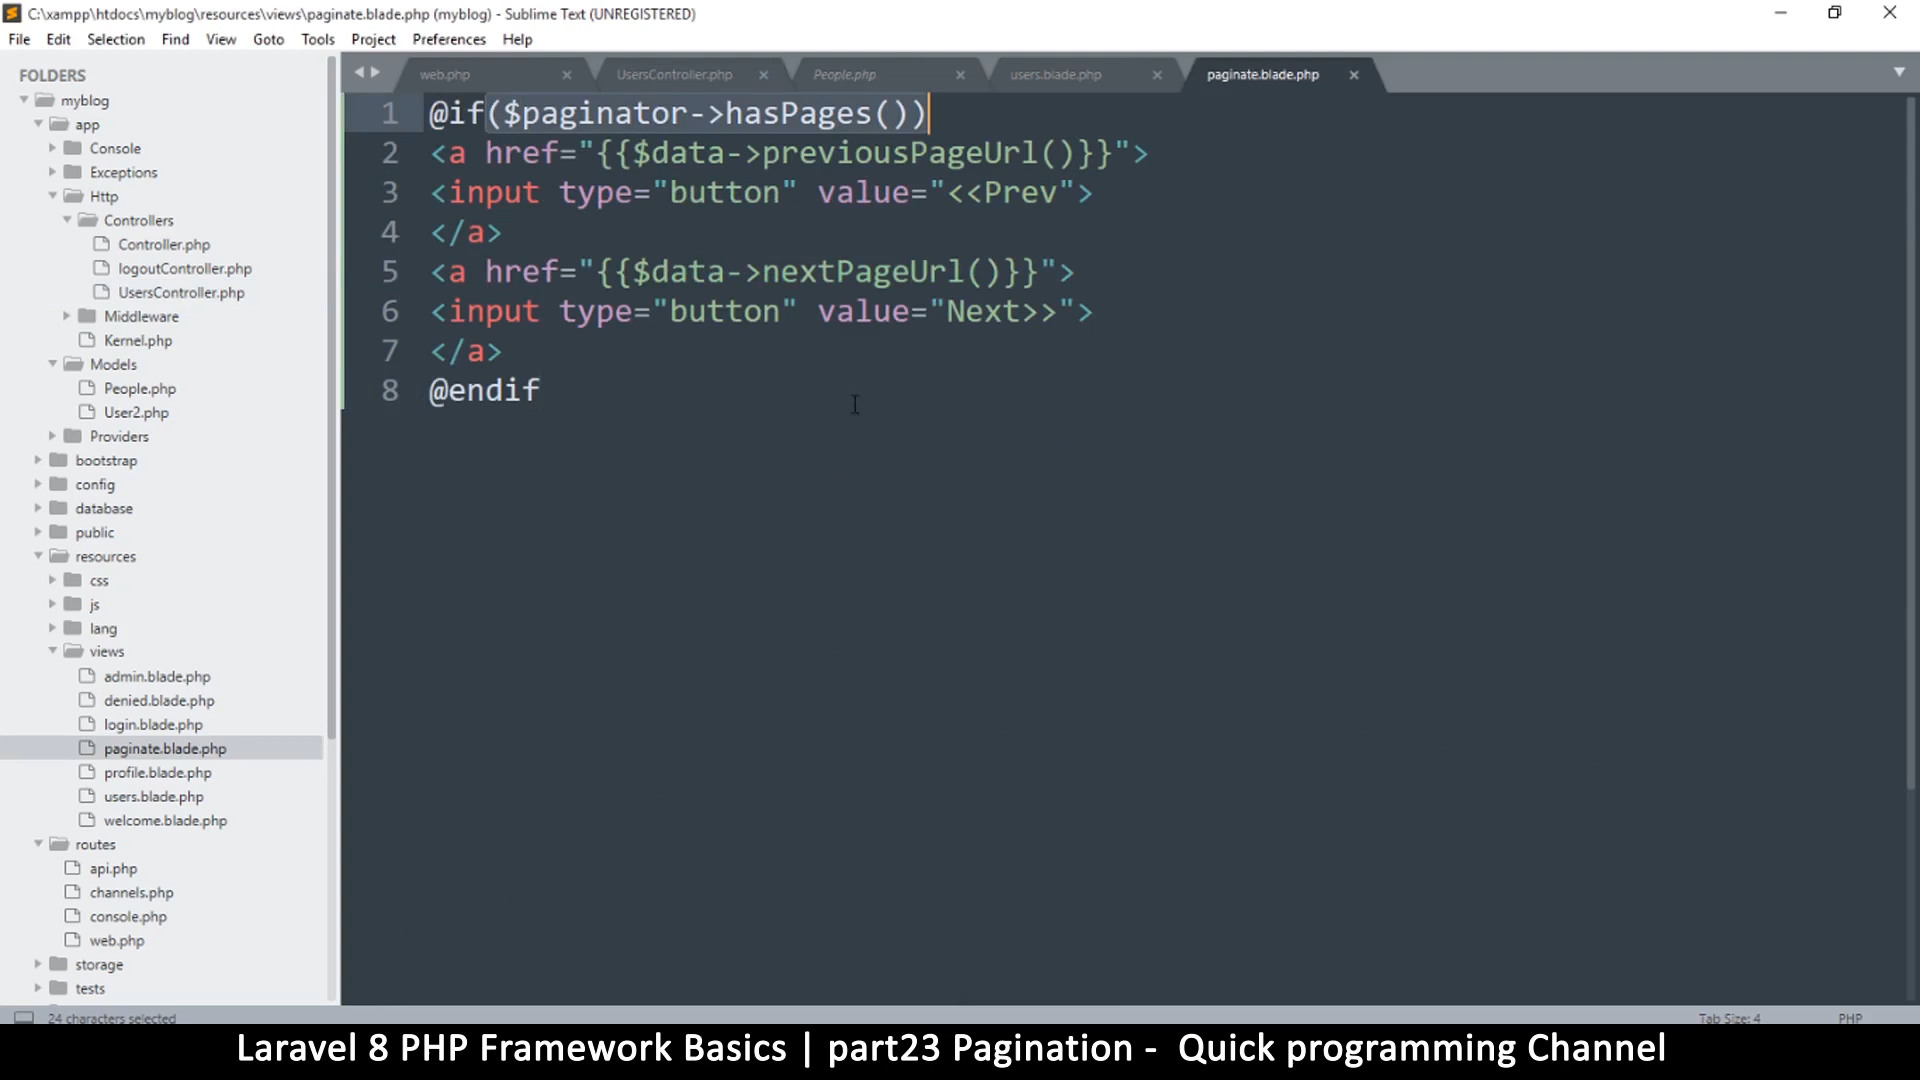 C:\xampp\htdocs\myblog\resources\views\paginate.blade.php (myblog) - Sublime Text (UNREGISTERED)
File Edit Selection Find View Goto Tools Project Preferences Help
FOLDERS
myblog
app
Console
Exceptions
Http
Controllers
Controller.php
logoutController.php
UsersController.php
Middleware
Kernel.php
Models
People.php
User2.php
Providers
bootstrap
config
database
public
resources
css
js
lang
views
admin.blade.php
denied.blade.php
login.blade.php
paginate.blade.php
profile.blade.php
users.blade.php
welcome.blade.php
routes
api.php
channels.php
console.php
web.php
storage
tests
web.php UsersController.php People.php users.blade.php paginate.blade.php
1 @if($paginator->hasPages())
2 <a href="{{$data->previousPageUrl()}}">
3 <input type="button" value="<<Prev">
4 </a>
5 <a href="{{$data->nextPageUrl()}}">
6 <input type="button" value="Next>>">
7 </a>
8 @endif
24 characters selected Tab Size: 4 PHP
Laravel 8 PHP Framework Basics | part23 Pagination - Quick programming Channel